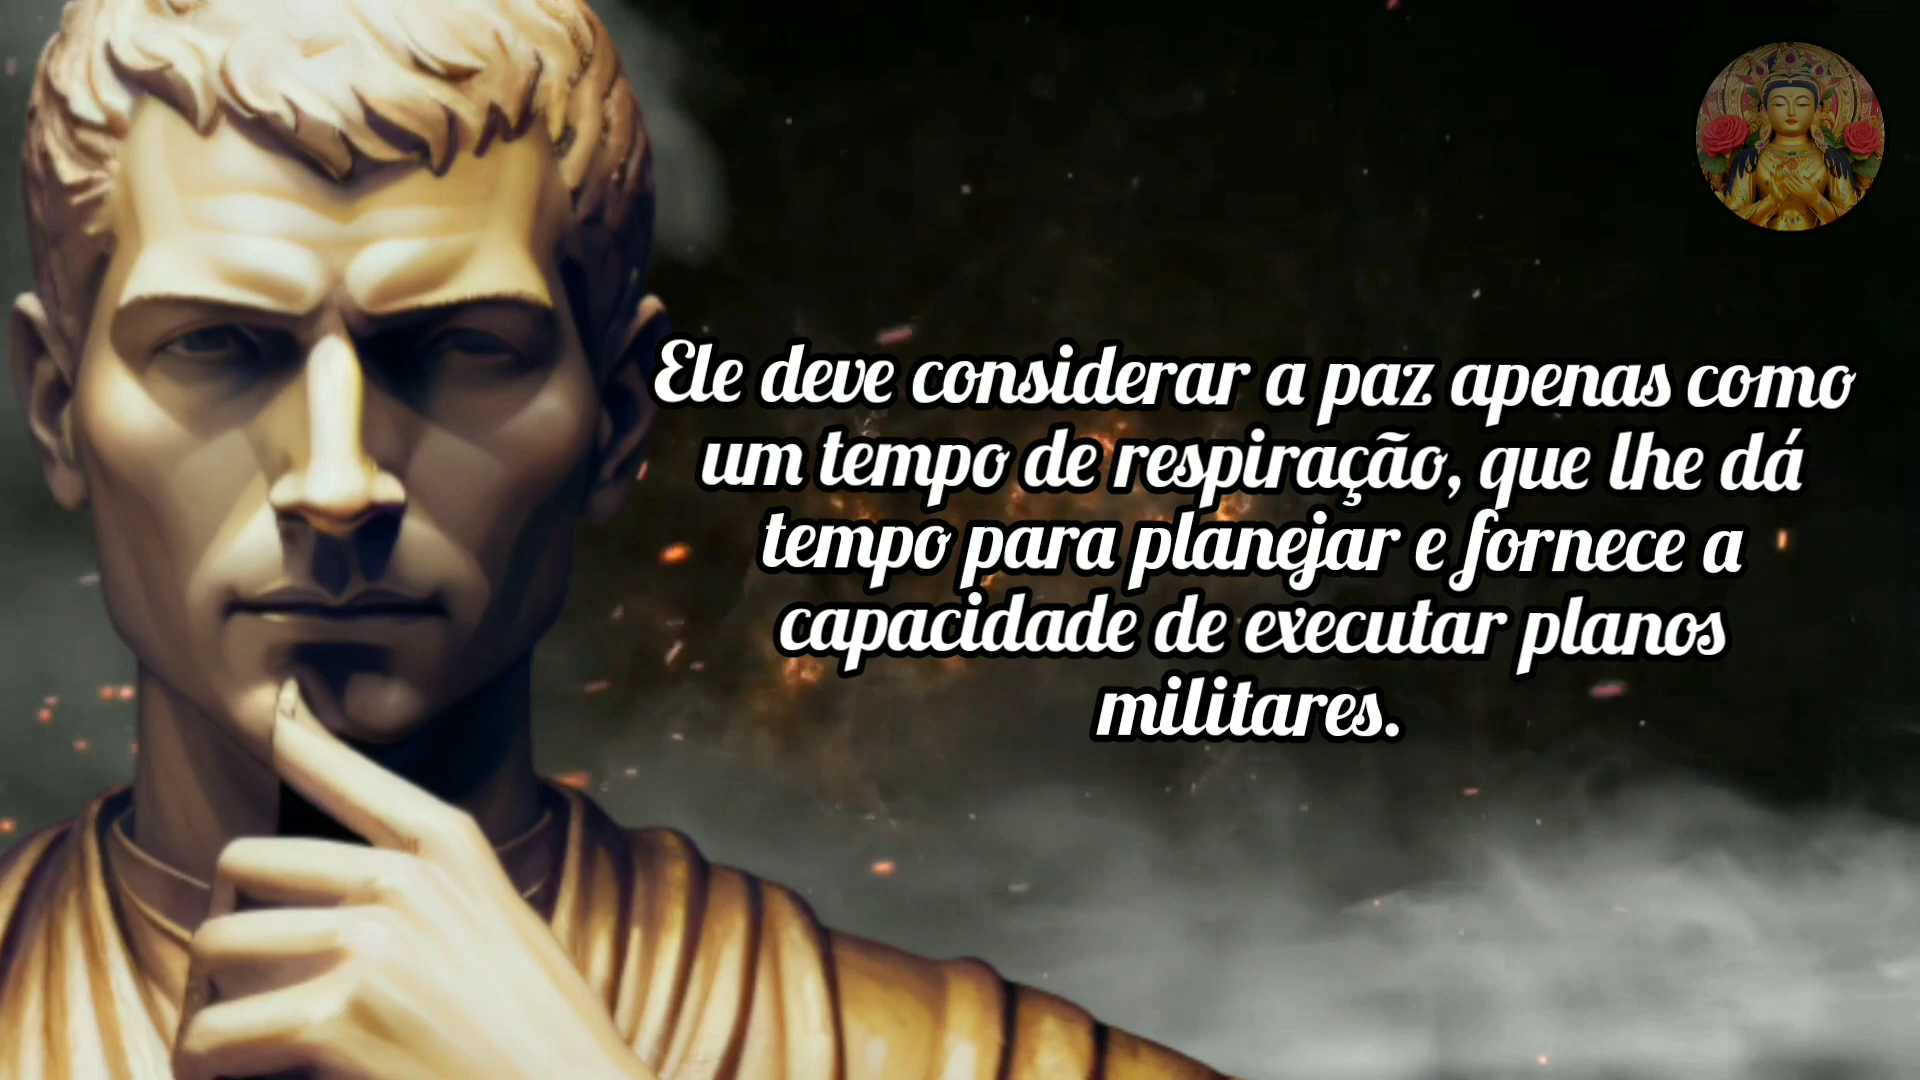 Ele deve considerar a paz apenas como
um tempo de respiração, que lhe dá
tempo para planejar e fornece a
capacidade de executar planos
militares.